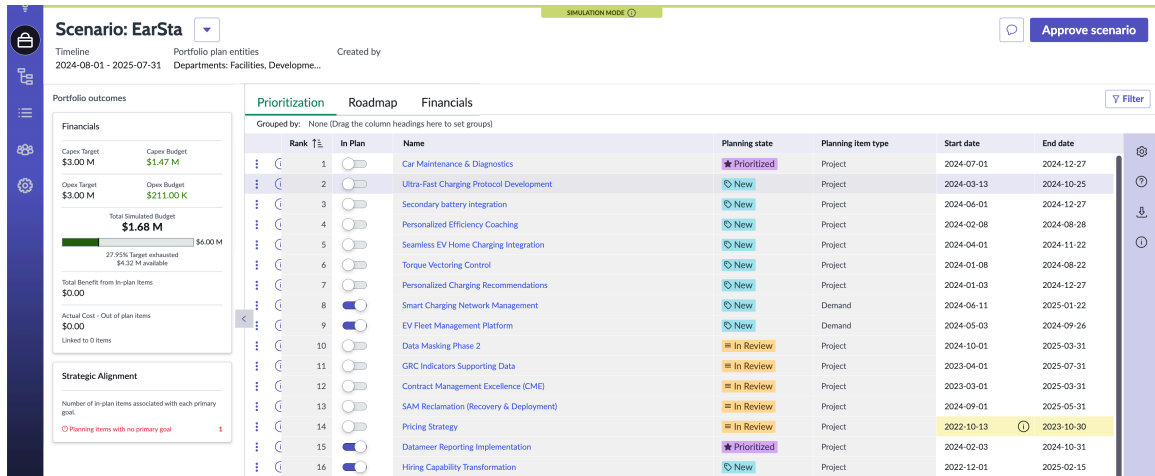 SIMULATION MODE
Scenario: EarSta
Approve scenario
Timeline Portfolio plan entities Created by
2024-08-01 - 2025-07-31 Departments: Facilities, Developme...
Portfolio outcomes
Financials
Capex Target Capex Budget
$3.00 M $1.47 M
Opex Target Opex Budget
$3.00 M $211.00 K
Total Simulated Budget
$1.68 M
$6.00 M
27.95% Target exhausted
$4.32 M available
Total Benefit from In-plan Items
$0.00
Actual Cost - Out of plan items
$0.00
Linked to 0 items
Strategic Alignment
Number of in-plan items associated with each primary
goal.
Planning items with no primary goal 1
Prioritization Roadmap Financials
Filter
Grouped by: None (Drag the column headings here to set groups)
Rank In Plan Name Planning state Planning item type Start date End date
1 Car Maintenance & Diagnostics Prioritized Project 2024-07-01 2024-12-27
2 Ultra-Fast Charging Protocol Development New Project 2024-03-13 2024-10-25
3 Secondary battery integration New Project 2024-06-01 2024-12-27
4 Personalized Efficiency Coaching New Project 2024-02-08 2024-08-28
5 Seamless EV Home Charging Integration New Project 2024-04-01 2024-11-22
6 Torque Vectoring Control New Project 2024-01-08 2024-08-22
7 Personalized Charging Recommendations New Project 2024-01-03 2024-12-27
8 Smart Charging Network Management New Demand 2024-06-11 2025-01-22
9 EV Fleet Management Platform New Demand 2024-05-03 2024-09-26
10 Data Masking Phase 2 In Review Project 2024-10-01 2025-03-31
11 GRC Indicators Supporting Data In Review Project 2023-04-01 2025-07-31
12 Contract Management Excellence (CME) In Review Project 2023-03-01 2025-03-31
13 SAM Reclamation (Recovery & Deployment) In Review Project 2024-09-01 2025-05-31
14 Pricing Strategy In Review Project 2022-10-13 2023-10-30
15 Datameer Reporting Implementation Prioritized Project 2024-02-03 2024-10-31
16 Hiring Capability Transformation New Project 2022-12-01 2025-02-15